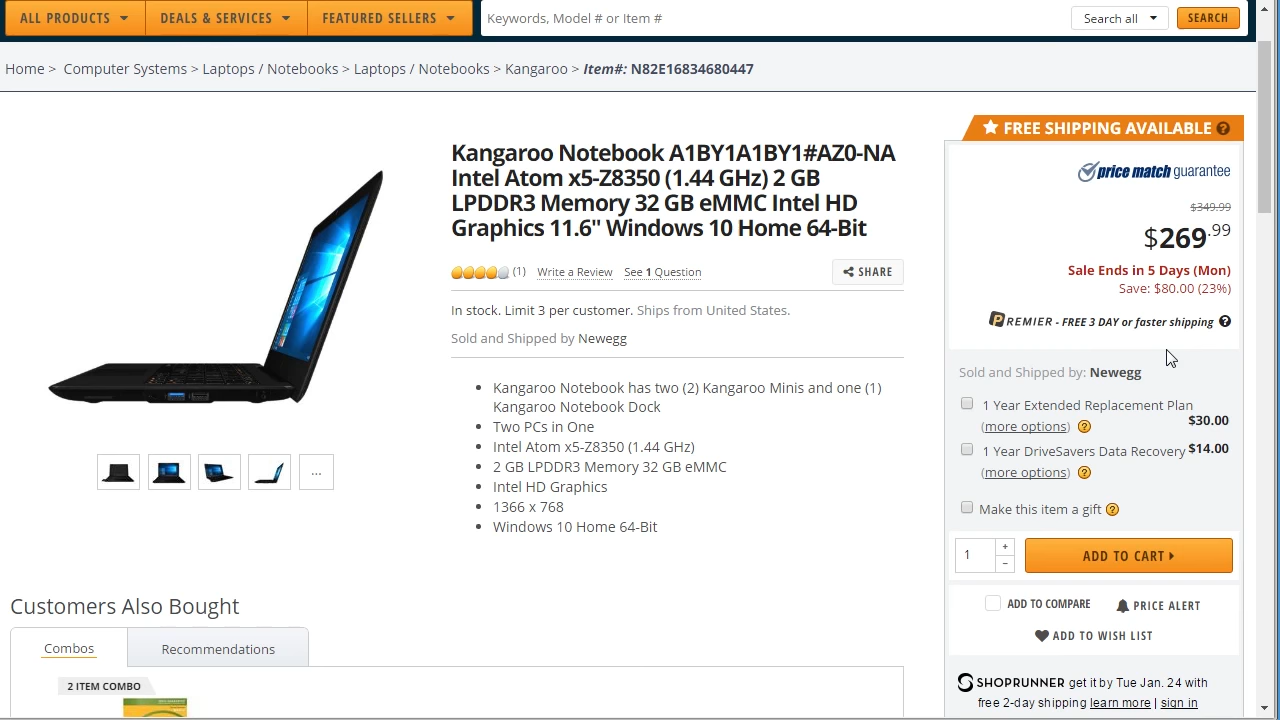 ALL PRODUCTS
DEALS & SERVICES
FEATURED SELLERS
Keywords, Model # or Item #
Search all
SEARCH
Home > Computer Systems > Laptops / Notebooks > Laptops / Notebooks > Kangaroo > Item#: N82E16834680447
FREE SHIPPING AVAILABLE ?
Kangaroo Notebook A1BY1A1BY1#AZ0-NA
Intel Atom x5-Z8350 (1.44 GHz) 2 GB
LPDDR3 Memory 32 GB eMMC Intel HD
Graphics 11.6" Windows 10 Home 64-Bit
(1)
Write a Review
See 1 Question
SHARE
In stock. Limit 3 per customer. Ships from United States.
Sold and Shipped by Newegg
• Kangaroo Notebook has two (2) Kangaroo Minis and one (1)
Kangaroo Notebook Dock
• Two PCs in One
• Intel Atom x5-Z8350 (1.44 GHz)
• 2 GB LPDDR3 Memory 32 GB eMMC
• Intel HD Graphics
• 1366 x 768
• Windows 10 Home 64-Bit
...
price match guarantee
$349.99
$269.99
Sale Ends in 5 Days (Mon)
Save: $80.00 (23%)
PREMIER - FREE 3 DAY or faster shipping ?
Sold and Shipped by: Newegg
1 Year Extended Replacement Plan
(more options) ? $30.00
1 Year DriveSavers Data Recovery $14.00
(more options) ?
Make this item a gift ?
1
+
−
ADD TO CART
ADD TO COMPARE
PRICE ALERT
ADD TO WISH LIST
SHOPRUNNER get it by Tue Jan. 24 with
free 2-day shipping learn more | sign in
Customers Also Bought
Combos
Recommendations
2 ITEM COMBO